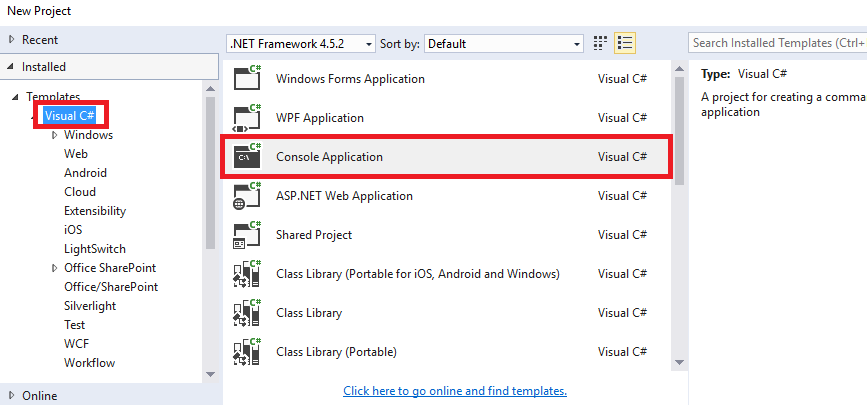 New Project
Recent
.NET Framework 4.5.2
Sort by:
Default
Search Installed Templates (Ctrl+
Installed
Templates
Visual C#
Windows
Web
Android
Cloud
Extensibility
iOS
LightSwitch
Office SharePoint
Office/SharePoint
Silverlight
Test
WCF
Workflow
Online
C# Windows Forms Application Visual C#
C# WPF Application Visual C#
C# C:\ Console Application Visual C#
C# ASP.NET Web Application Visual C#
C# Shared Project Visual C#
C# Class Library (Portable for iOS, Android and Windows) Visual C#
C# Class Library Visual C#
C# Class Library (Portable) Visual C#
Click here to go online and find templates.
Type: Visual C#
A project for creating a comma
application